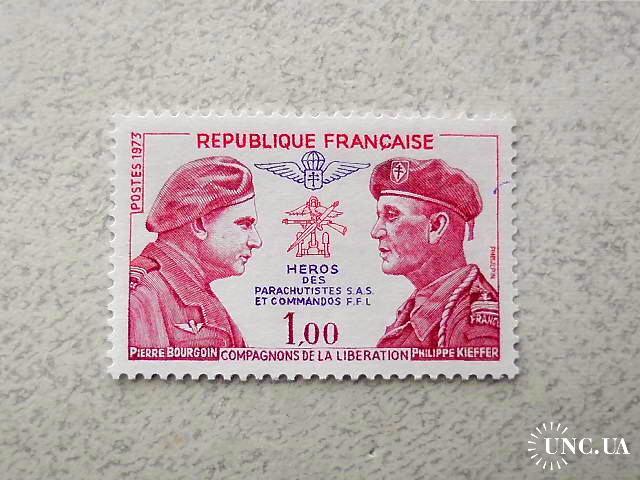 REPUBLIQUE FRANÇAISE
POSTES 1973
HEROS
DES
PARACHUTISTES S.A.S.
ET COMMANDOS F.F.L
1,00
PIERRE BOURGOIN COMPAGNONS DE LA LIBERATION PHILIPPE KIEFFER
FRANC
UNC.UA